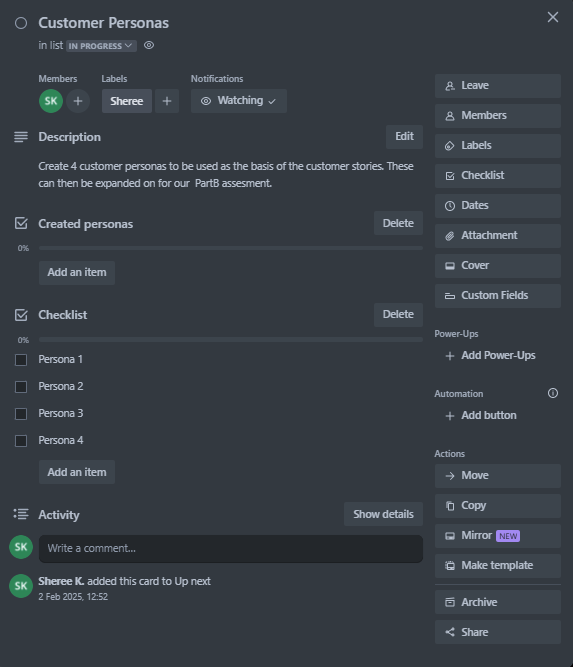 Customer Personas
in list IN PROGRESS
Members
SK
Labels
Sheree
Notifications
Watching
Description
Edit
Create 4 customer personas to be used as the basis of the customer stories. These
can then be expanded on for our PartB assesment.
Created personas
Delete
0%
Add an item
Checklist
Delete
0%
Persona 1
Persona 2
Persona 3
Persona 4
Add an item
Activity
Show details
SK
Write a comment...
SK
Sheree K. added this card to Up next
2 Feb 2025, 12:52
Leave
Members
Labels
Checklist
Dates
Attachment
Cover
Custom Fields
Power-Ups
+ Add Power-Ups
Automation
+ Add button
Actions
Move
Copy
Mirror NEW
Make template
Archive
Share